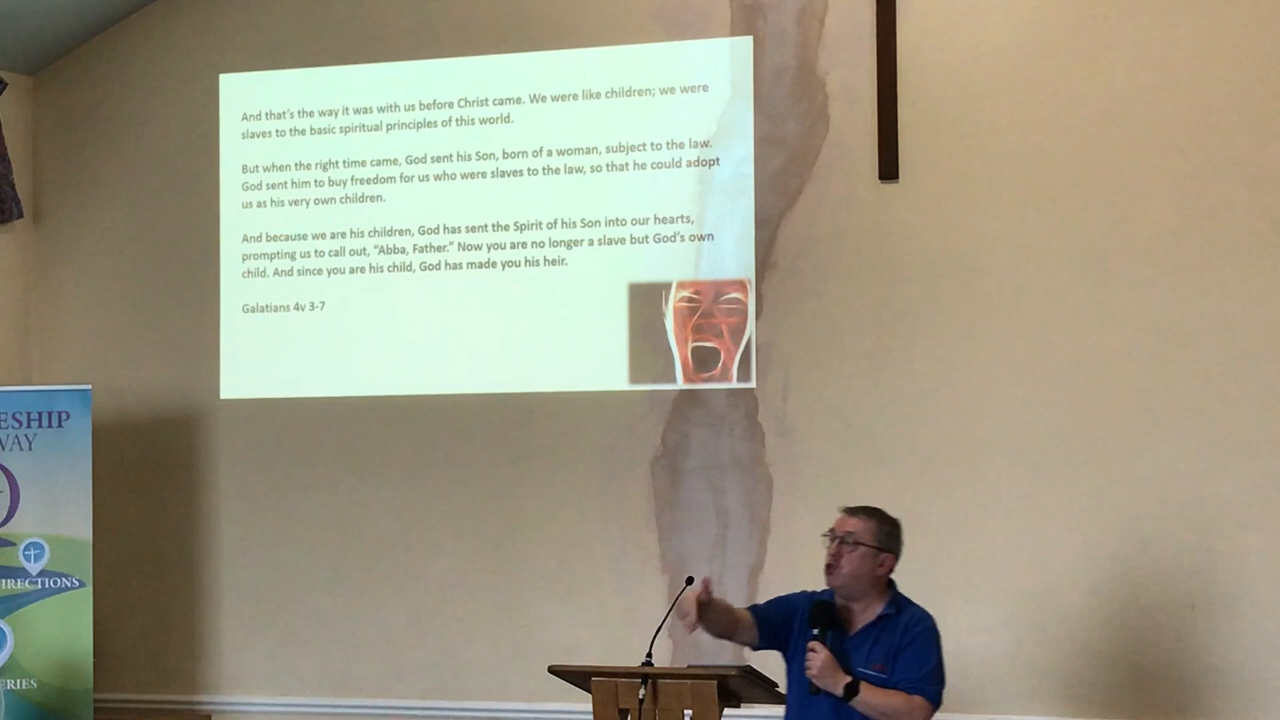 And that's the way it was with us before Christ came. We were like children; we were
slaves to the basic spiritual principles of this world.
But when the right time came, God sent his Son, born of a woman, subject to the law.
God sent him to buy freedom for us who were slaves to the law, so that he could adopt
us as his very own children.
And because we are his children, God has sent the Spirit of his Son into our hearts,
prompting us to call out, “Abba, Father.” Now you are no longer a slave but God's own
child. And since you are his child, God has made you his heir.
Galatians 4v 3-7
ESHIP
WAY
IRECTIONS
RIES